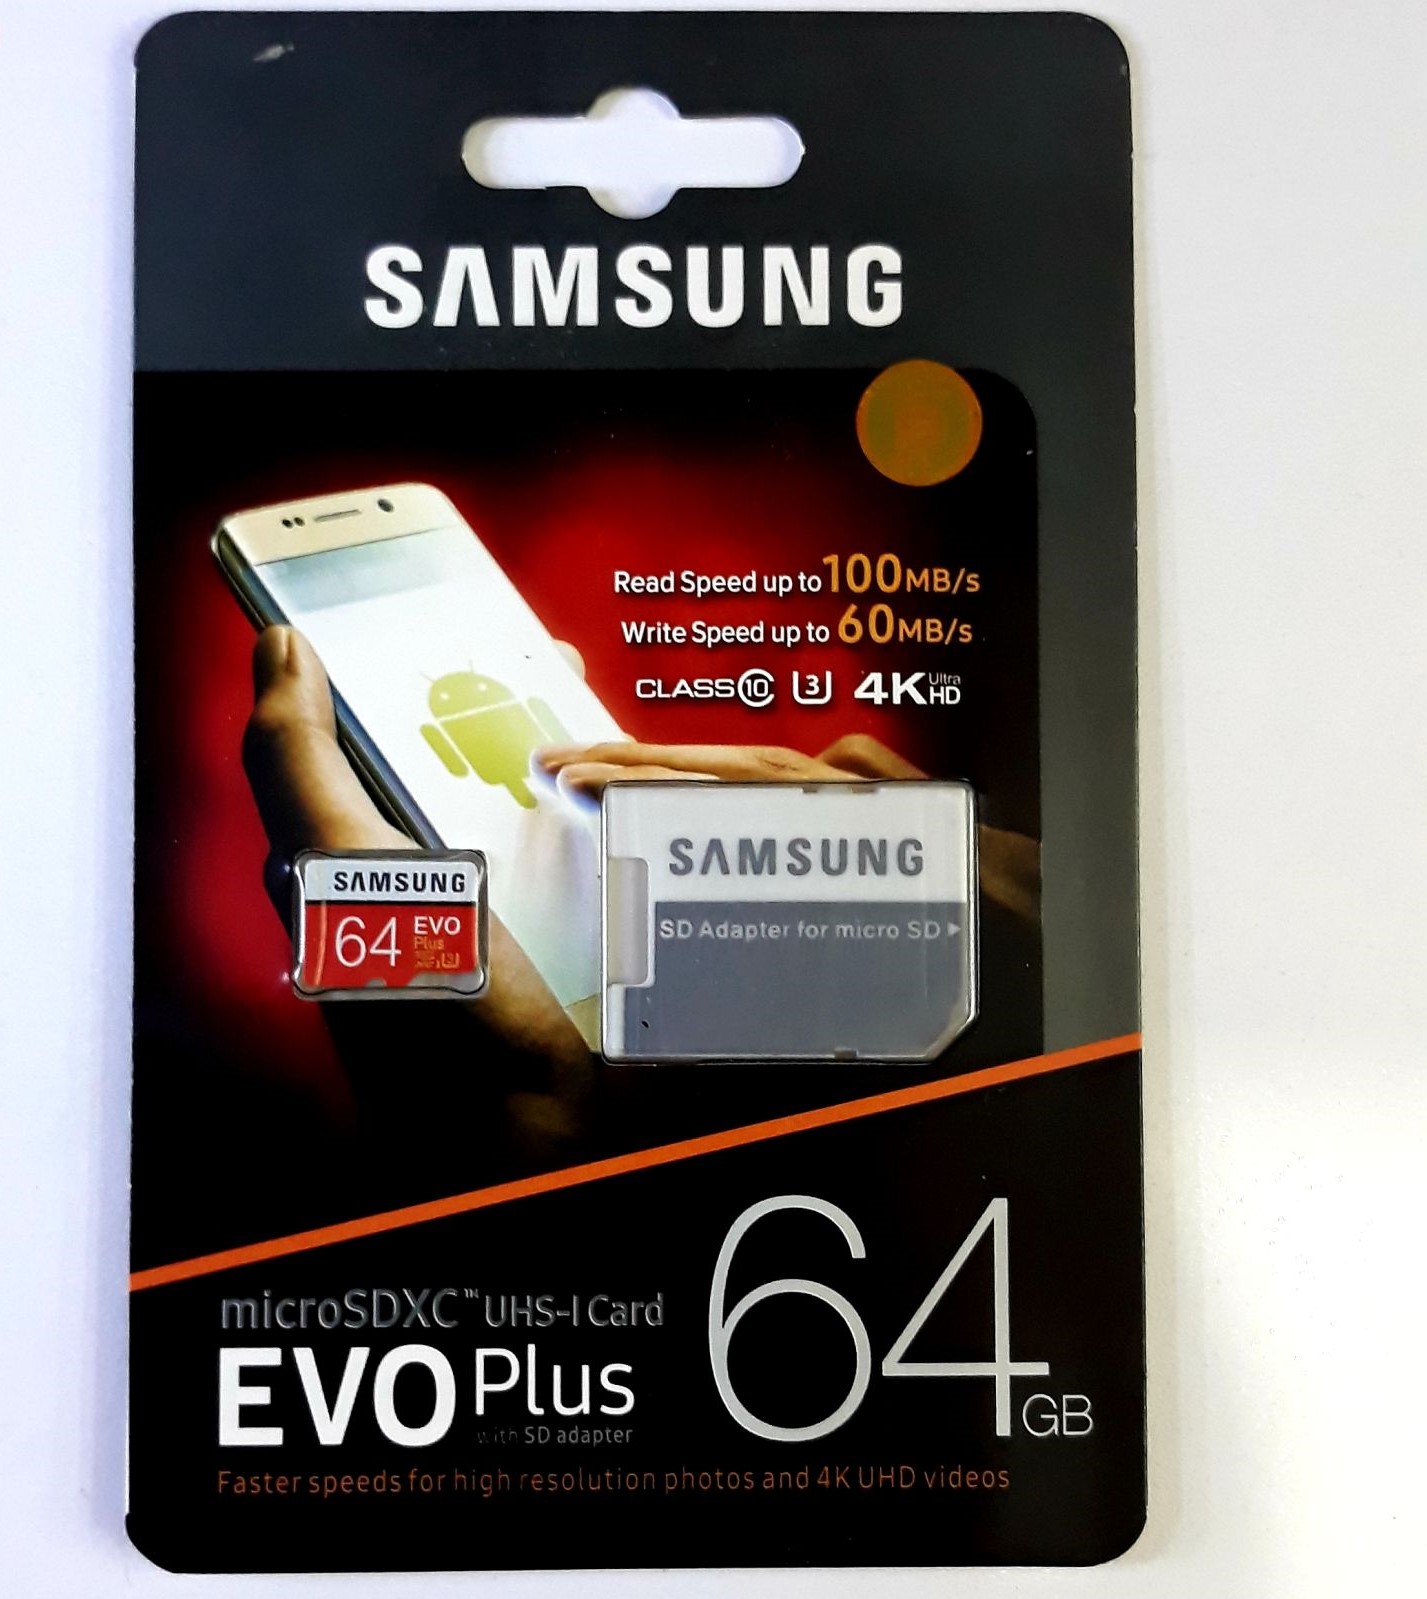 SAMSUNG
Read Speed up to 100MB/s
Write Speed up to 60MB/s
CLASS 10 U3 4K Ultra HD
SAMSUNG
64 EVO
Plus
SAMSUNG
SD Adapter for micro SD
microSDXC™ UHS-I Card
EVO Plus
with SD adapter
64GB
Faster speeds for high resolution photos and 4K UHD videos